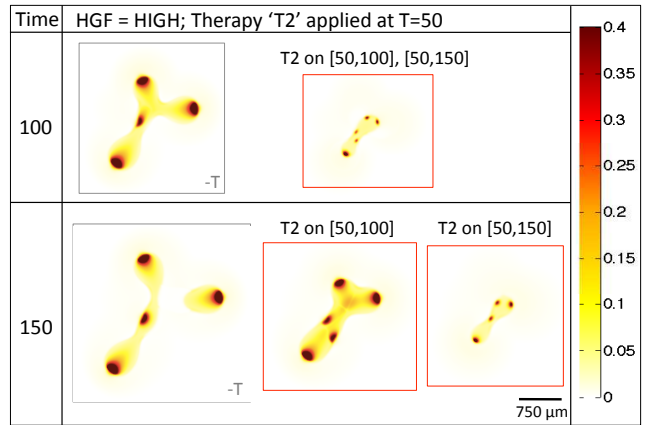 Time HGF = HIGH; Therapy ‘T2’ applied at T=50
T2 on [50,100], [50,150]
100
-T
T2 on [50,100] T2 on [50,150]
150
-T
750 µm
0.4
0.35
0.3
0.25
0.2
0.15
0.1
0.05
0